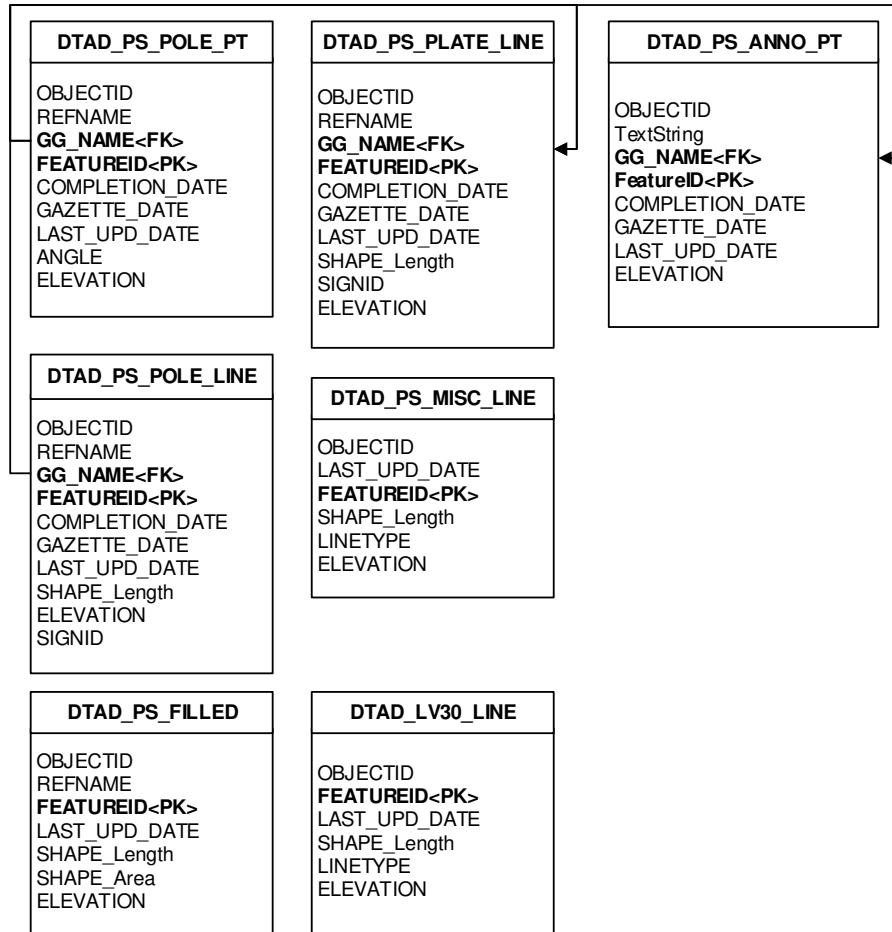 DTAD_PS_POLE_PT
OBJECTID
REFNAME
GG_NAME<FK>
FEATUREID<PK>
COMPLETION_DATE
GAZETTE_DATE
LAST_UPD_DATE
ANGLE
ELEVATION
DTAD_PS_PLATE_LINE
OBJECTID
REFNAME
GG_NAME<FK>
FEATUREID<PK>
COMPLETION_DATE
GAZETTE_DATE
LAST_UPD_DATE
SHAPE_Length
SIGNID
ELEVATION
DTAD_PS_ANNO_PT
OBJECTID
TextString
GG_NAME<FK>
FeatureID<PK>
COMPLETION_DATE
GAZETTE_DATE
LAST_UPD_DATE
ELEVATION
DTAD_PS_POLE_LINE
OBJECTID
REFNAME
GG_NAME<FK>
FEATUREID<PK>
COMPLETION_DATE
GAZETTE_DATE
LAST_UPD_DATE
SHAPE_Length
ELEVATION
SIGNID
DTAD_PS_MISC_LINE
OBJECTID
LAST_UPD_DATE
FEATUREID<PK>
SHAPE_Length
LINETYPE
ELEVATION
DTAD_PS_FILLED
OBJECTID
REFNAME
FEATUREID<PK>
LAST_UPD_DATE
SHAPE_Length
SHAPE_Area
ELEVATION
DTAD_LV30_LINE
OBJECTID
FEATUREID<PK>
LAST_UPD_DATE
SHAPE_Length
LINETYPE
ELEVATION